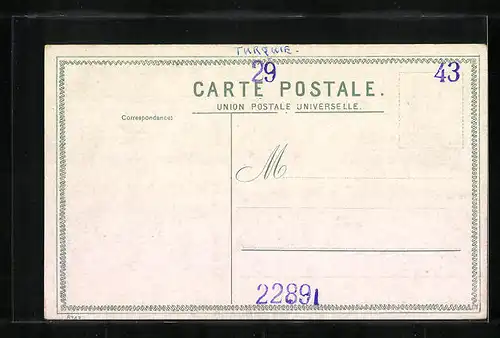 TURQUIE.
29
43
CARTE POSTALE.
UNION POSTALE UNIVERSELLE.
Correspondance:
M
22891